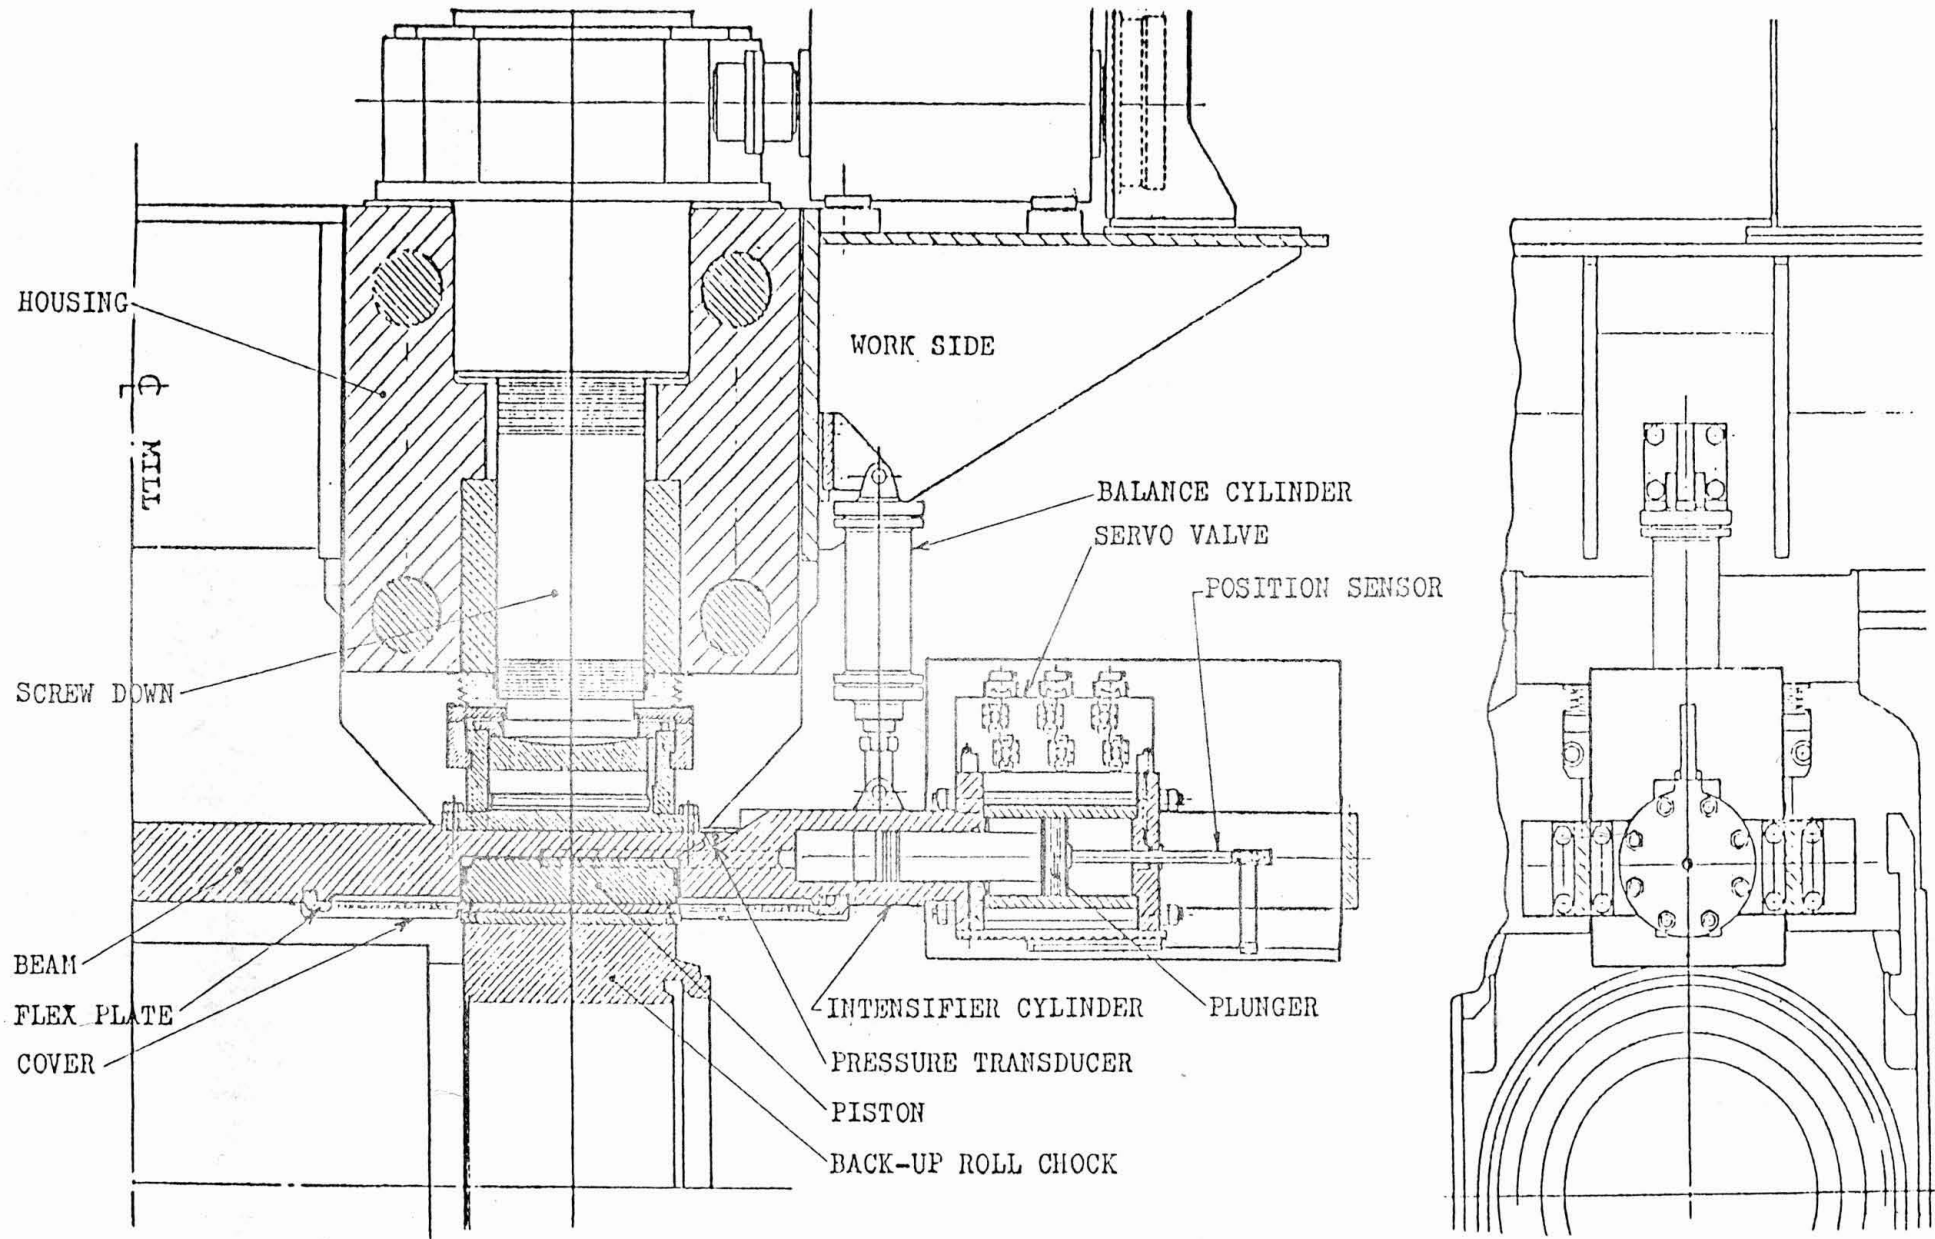 HOUSING
WORK SIDE
C
L
MILL
BALANCE CYLINDER
SERVO VALVE
POSITION SENSOR
SCREW DOWN
BEAM
FLEX PLATE
COVER
INTENSIFIER CYLINDER
PLUNGER
PRESSURE TRANSDUCER
PISTON
BACK-UP ROLL CHOCK